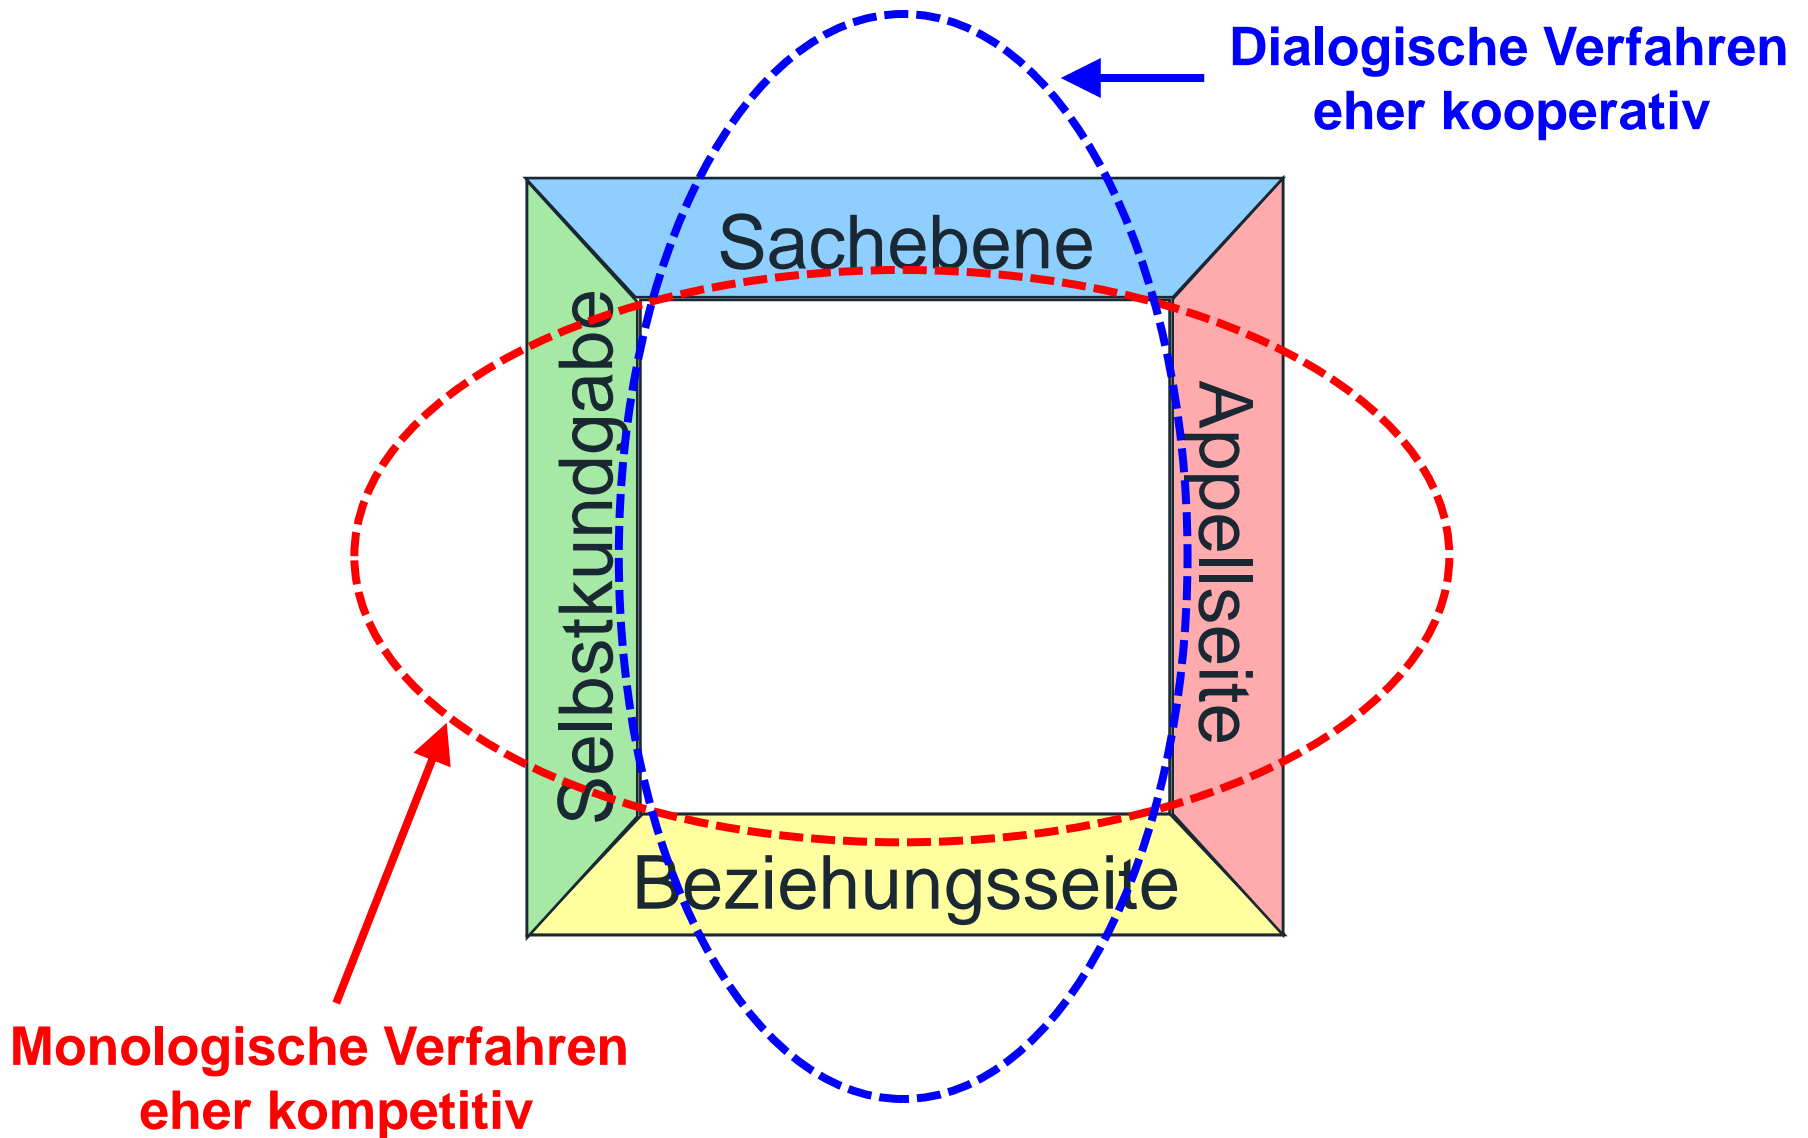 Dialogische Verfahren
eher kooperativ
Sachebene
Selbstkundgabe
Appellseite
Beziehungsseite
Monologische Verfahren
eher kompetitiv